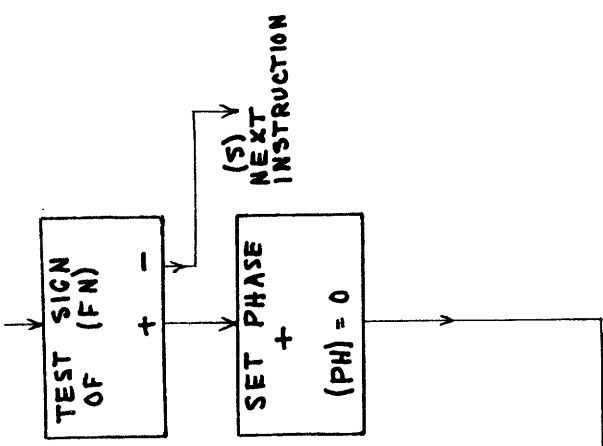 TEST SIGN
OF (FN)
+ -
(S)
NEXT
INSTRUCTION
SET PHASE
+
(PH) = 0